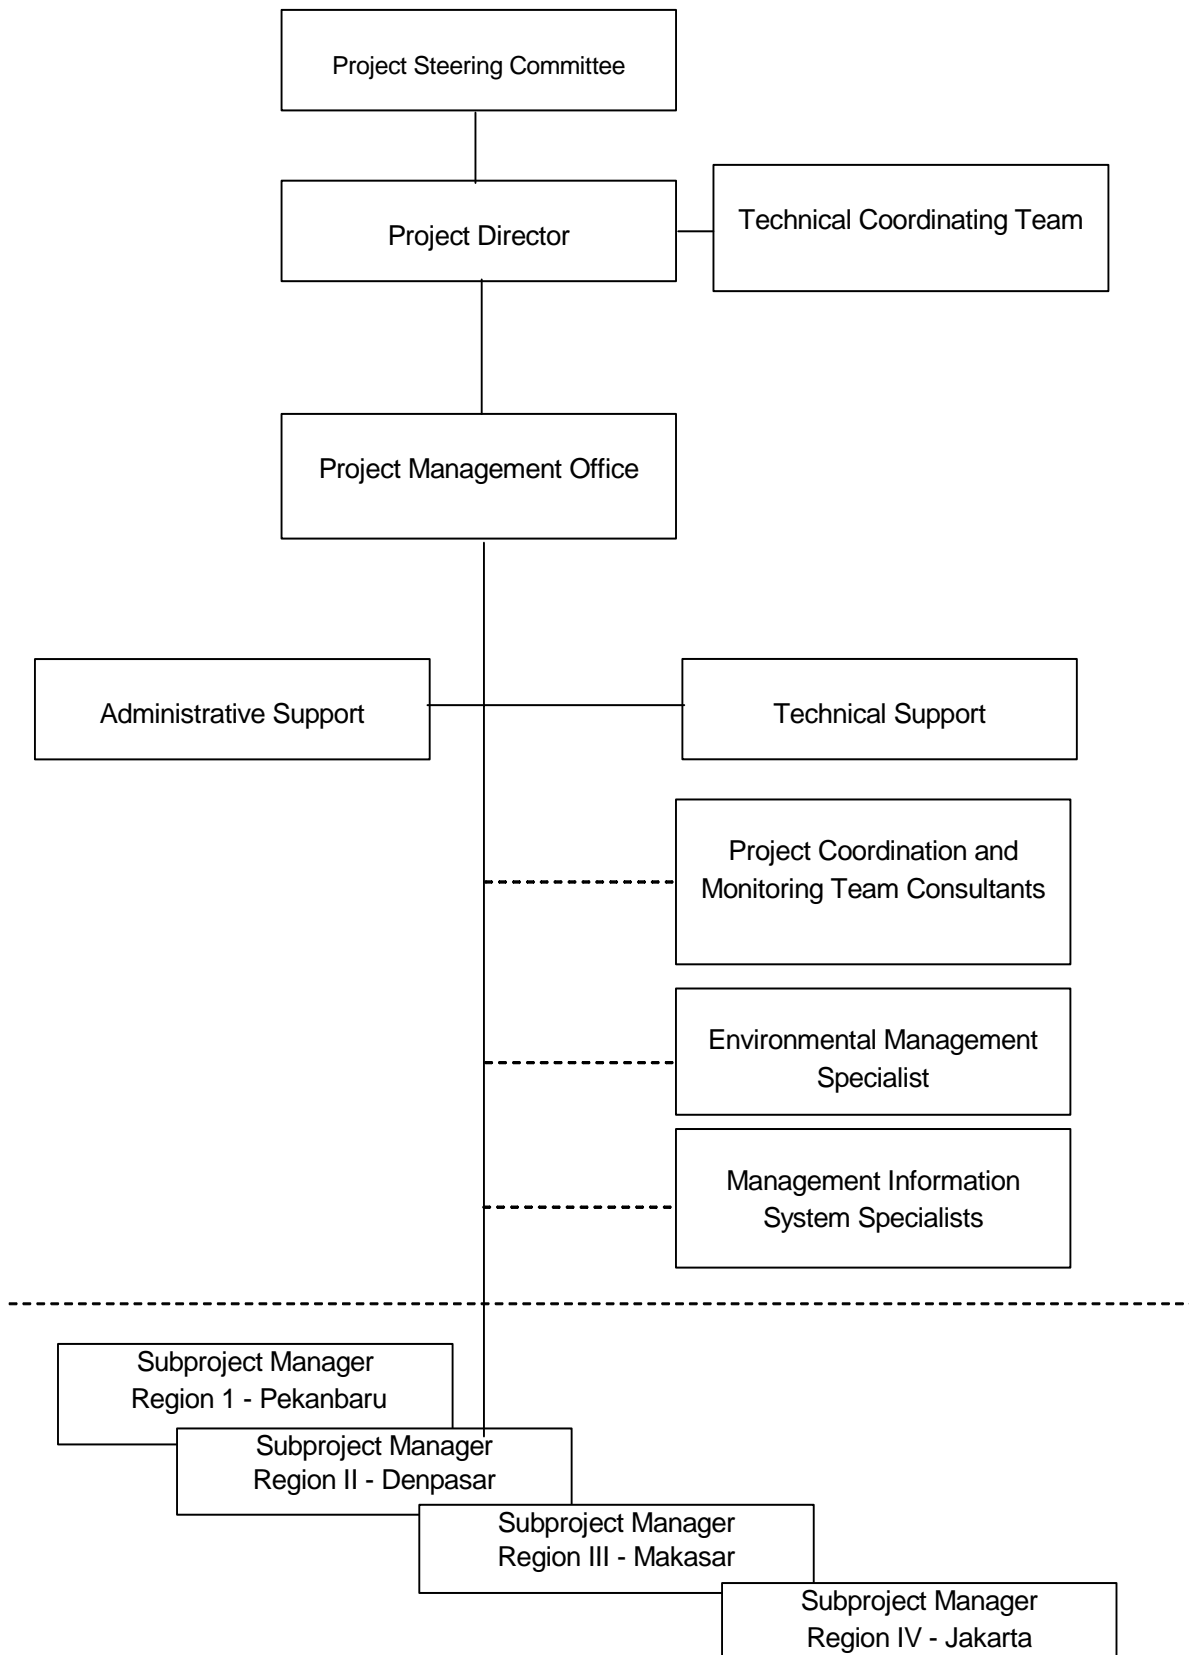 Project Steering Committee
Project Director
Technical Coordinating Team
Project Management Office
Administrative Support
Technical Support
Project Coordination and
Monitoring Team Consultants
Environmental Management
Specialist
Management Information
System Specialists
Subproject Manager
Region 1 - Pekanbaru
Subproject Manager
Region II - Denpasar
Subproject Manager
Region III - Makasar
Subproject Manager
Region IV - Jakarta